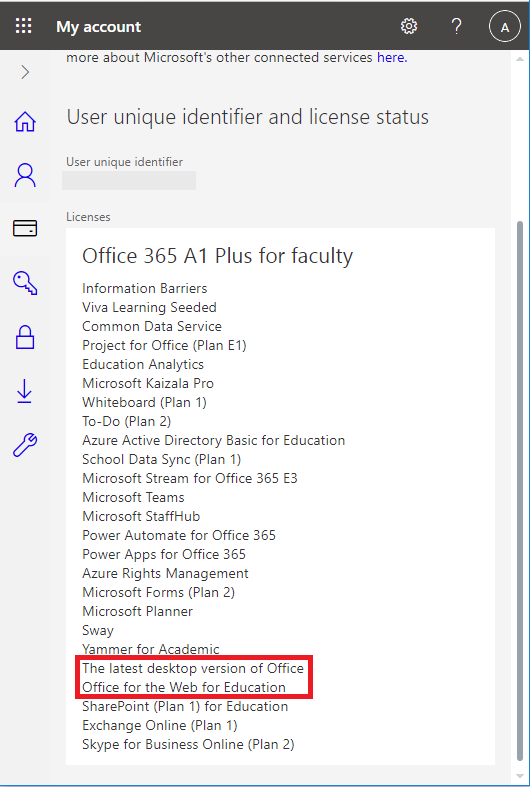 My account
?
A
more about Microsoft's other connected services here.
User unique identifier and license status
User unique identifier
Licenses
Office 365 A1 Plus for faculty
Information Barriers
Viva Learning Seeded
Common Data Service
Project for Office (Plan E1)
Education Analytics
Microsoft Kaizala Pro
Whiteboard (Plan 1)
To-Do (Plan 2)
Azure Active Directory Basic for Education
School Data Sync (Plan 1)
Microsoft Stream for Office 365 E3
Microsoft Teams
Microsoft StaffHub
Power Automate for Office 365
Power Apps for Office 365
Azure Rights Management
Microsoft Forms (Plan 2)
Microsoft Planner
Sway
Yammer for Academic
The latest desktop version of Office
Office for the Web for Education
SharePoint (Plan 1) for Education
Exchange Online (Plan 1)
Skype for Business Online (Plan 2)